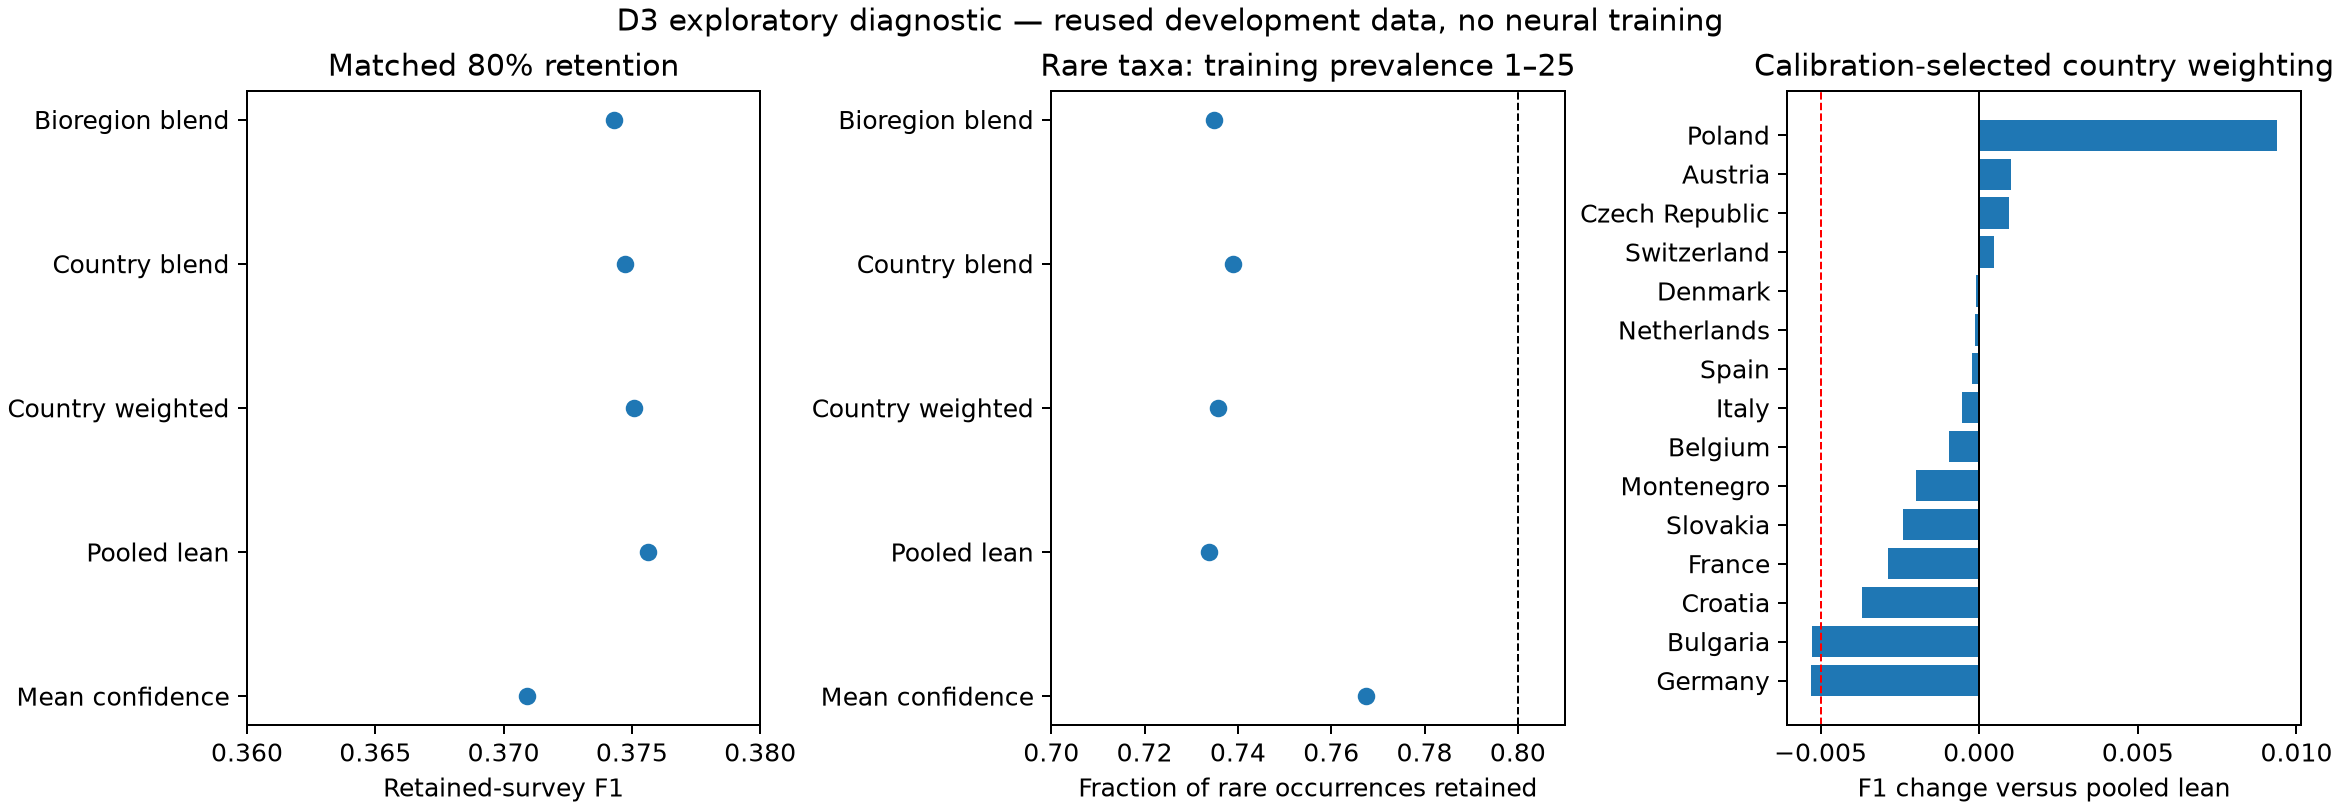 D3 exploratory diagnostic — reused development data, no neural training
Matched 80% retention
Bioregion blend
Country blend
Country weighted
Pooled lean
Mean confidence
0.360 0.365 0.370 0.375 0.380
Retained-survey F1
Rare taxa: training prevalence 1–25
Bioregion blend
Country blend
Country weighted
Pooled lean
Mean confidence
0.70 0.72 0.74 0.76 0.78 0.80
Fraction of rare occurrences retained
Calibration-selected country weighting
Poland
Austria
Czech Republic
Switzerland
Denmark
Netherlands
Spain
Italy
Belgium
Montenegro
Slovakia
France
Croatia
Bulgaria
Germany
−0.005 0.000 0.005 0.010
F1 change versus pooled lean